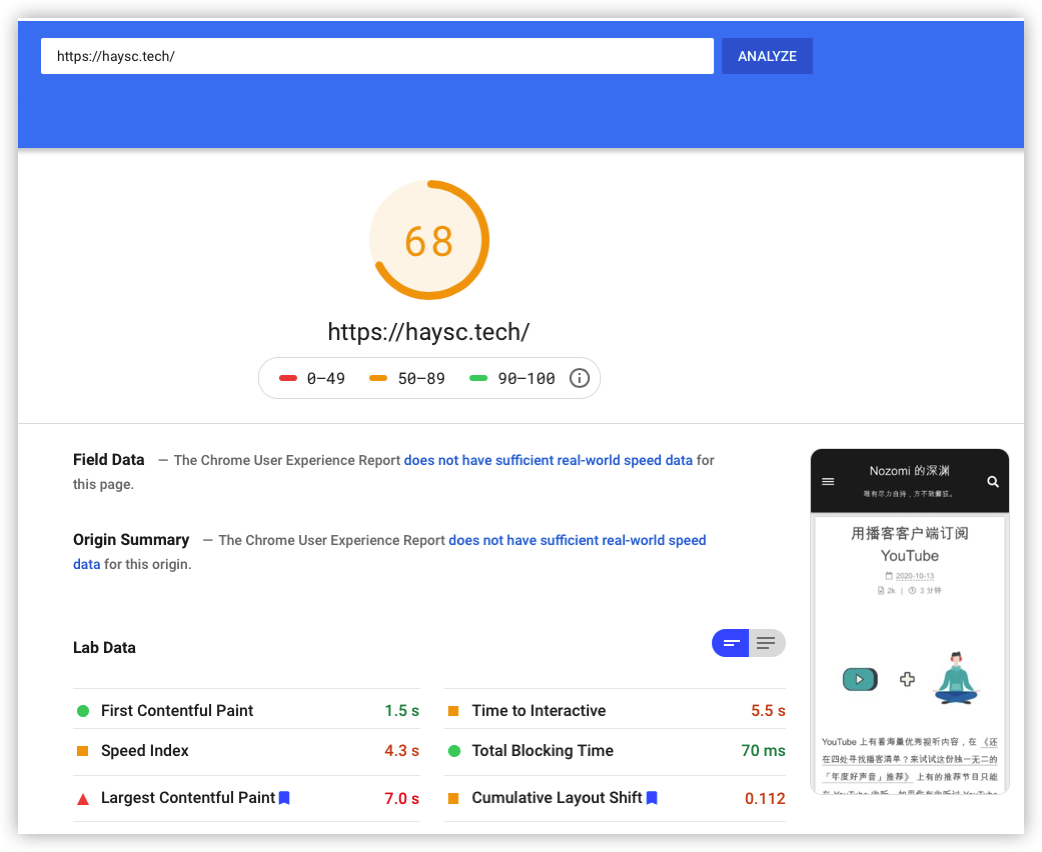 https://haysc.tech/
ANALYZE
68
https://haysc.tech/
0–49 50–89 90–100
Field Data — The Chrome User Experience Report does not have sufficient real-world speed data for
this page.
Origin Summary — The Chrome User Experience Report does not have sufficient real-world speed
data for this origin.
Lab Data
First Contentful Paint 1.5 s
Time to Interactive 5.5 s
Speed Index 4.3 s
Total Blocking Time 70 ms
Largest Contentful Paint 7.0 s
Cumulative Layout Shift 0.112
Nozomi 的深渊
唯有尽力自持，方不致癫狂。
用播客客户端订阅
YouTube
2020-10-13
2k | 3 分钟
YouTube 上有着海量优秀视听内容，在 《还
在四处寻找播客清单？来试试这份独一无二的
「年度好声音」推荐》 上有的推荐节目只能